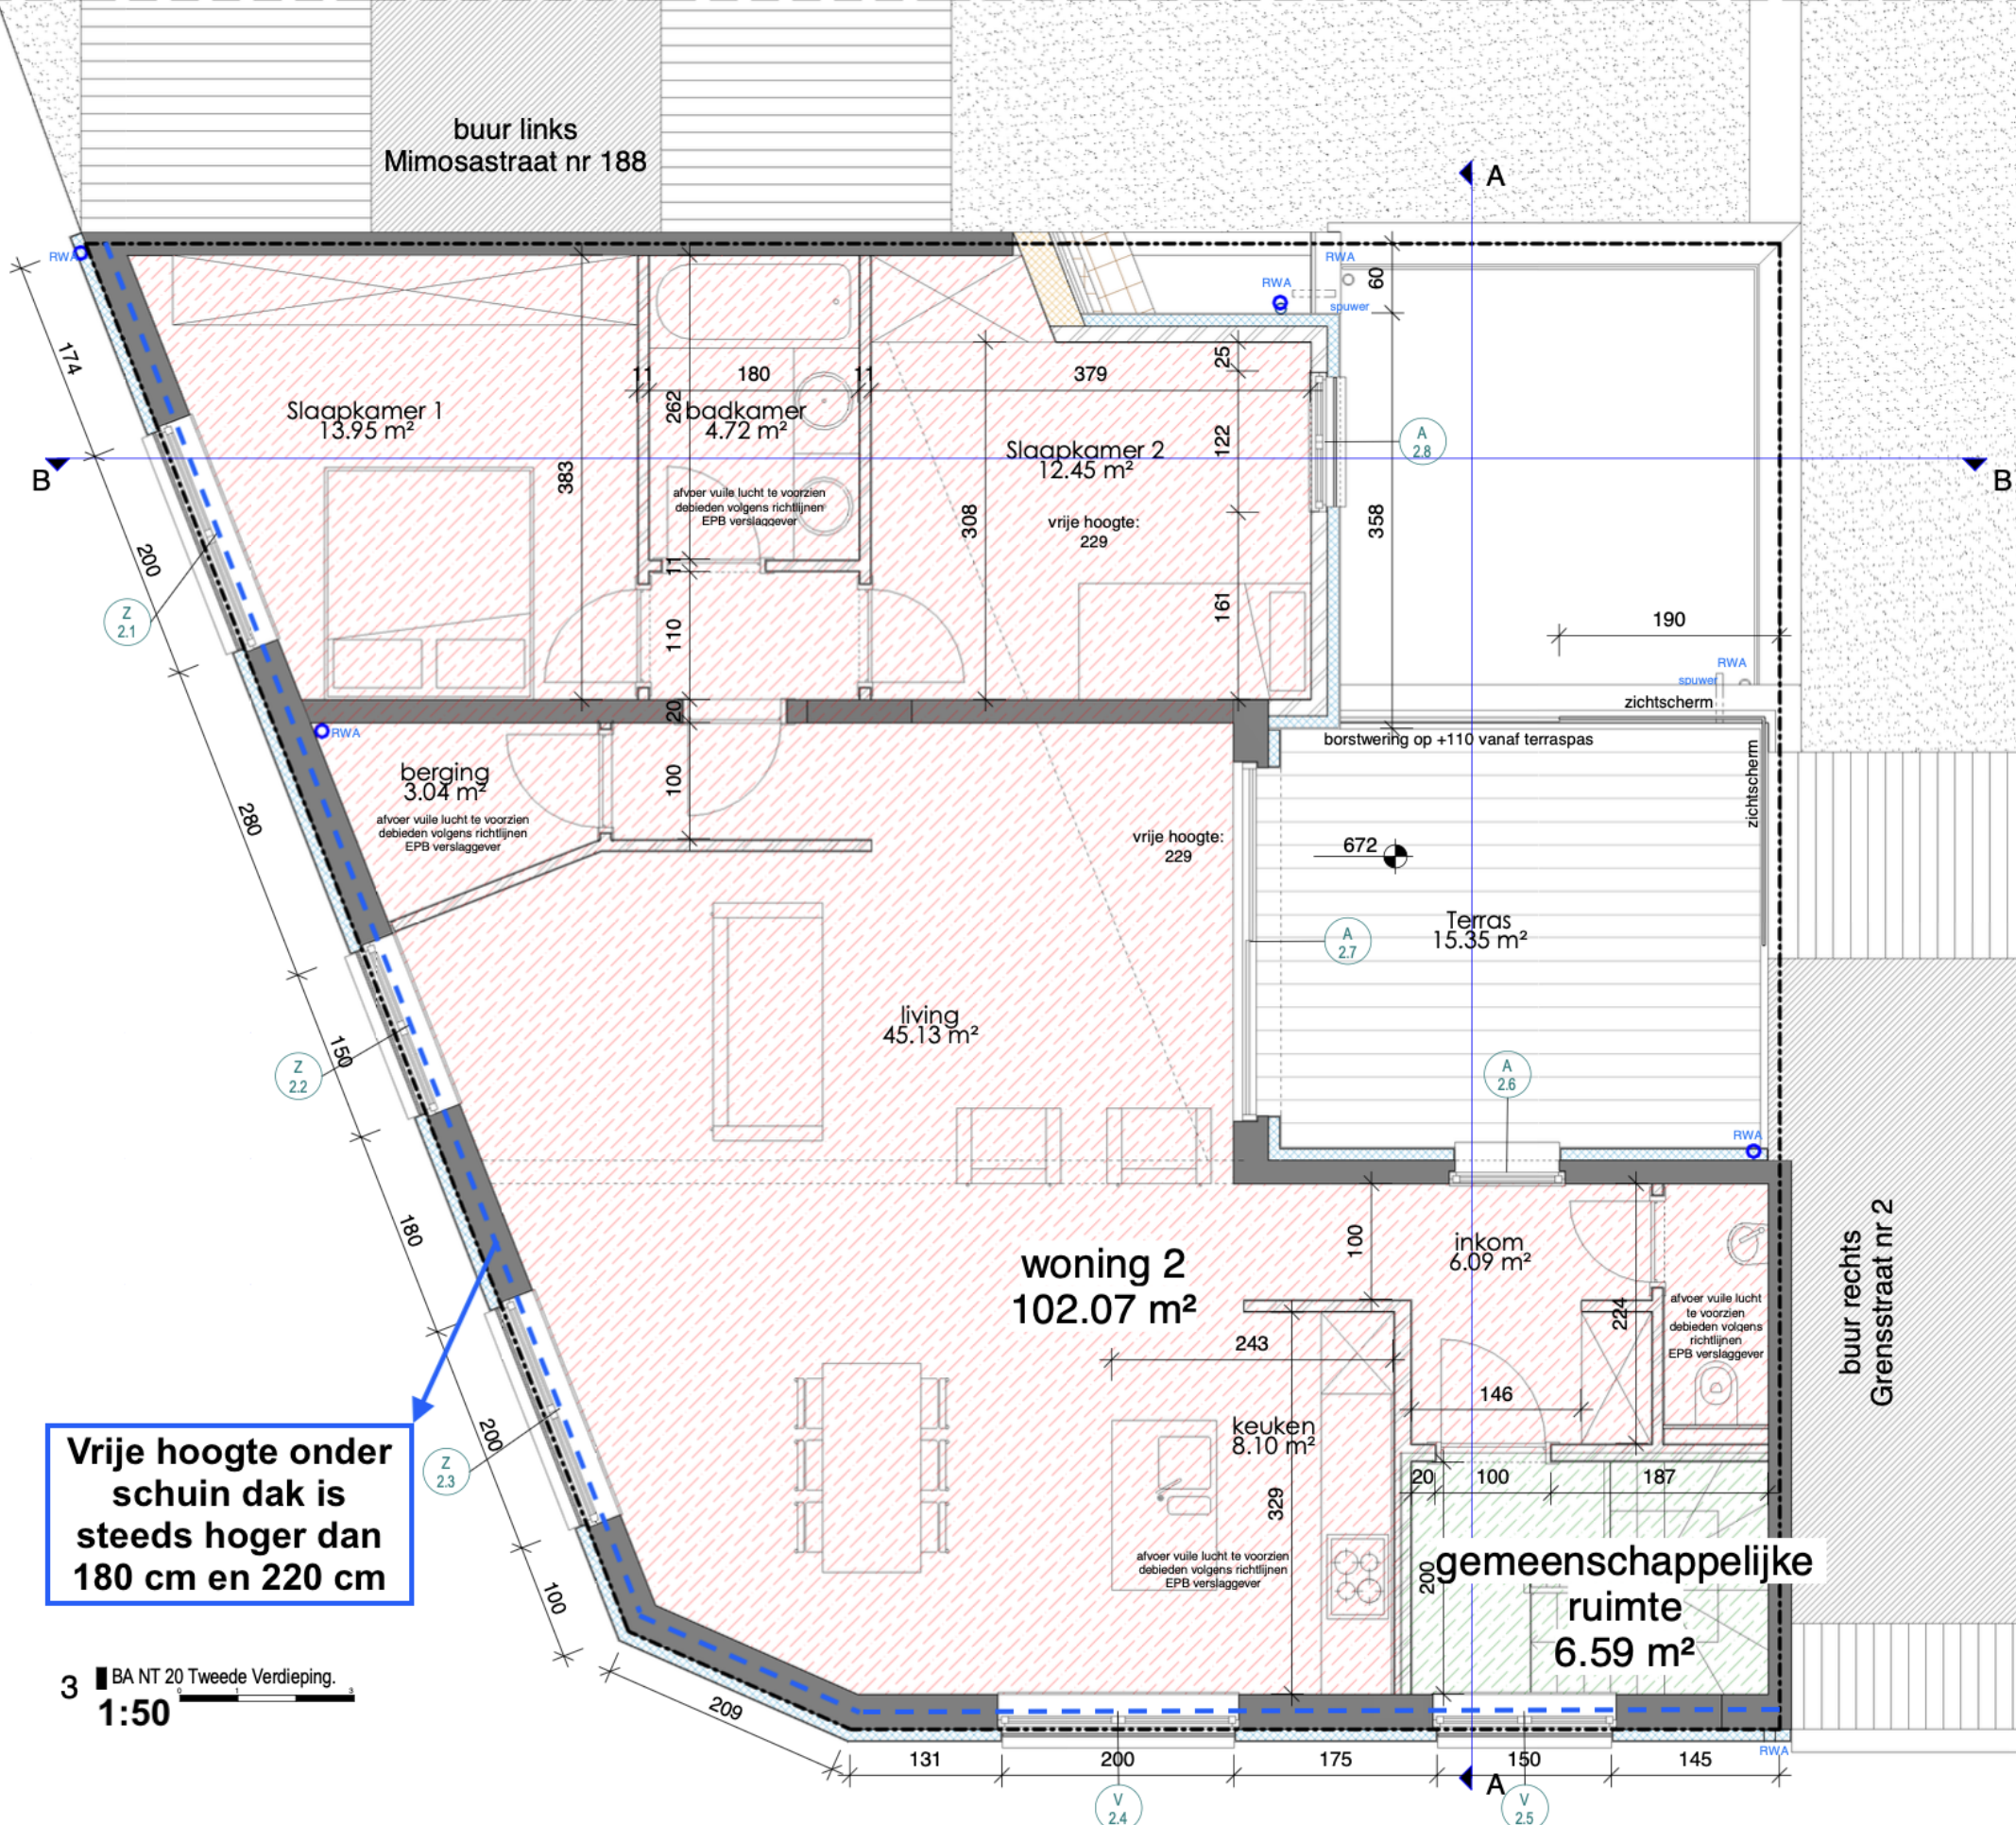 buur links
Mimosastraat nr 188
A
RWA
RWA
RWA
60
spuwer
174
25
11
180
11
379
Slaapkamer 1
13.95 m²
262
badkamer
4.72 m²
122
A
2.8
Slaapkamer 2
12.45 m²
B
B
383
afvoer vuile lucht te voorzien
debieten volgens richtlijnen
EPB verslaggever
308
vrije hoogte:
229
358
200
11
Z
2.1
110
161
190
RWA
spuwer
zichtscherm
20
RWA
borstwering op +110 vanaf terraspas
zichtscherm
berging
3.04 m²
100
280
afvoer vuile lucht te voorzien
debieden volgens richtlijnen
EPB verslaggever
vrije hoogte:
229
672
Terras
15.35 m²
A
2.7
living
45.13 m²
150
Z
2.2
A
2.6
RWA
180
100
inkom
6.09 m²
woning 2
102.07 m²
buur rechts
Grensstraat nr 2
224
afvoer vuile lucht
te voorzien
debieden volgens
richtlijnen
EPB verslaggever
243
146
200
Z
2.3
keuken
8.10 m²
Vrije hoogte onder
schuin dak is
steeds hoger dan
180 cm en 220 cm
20
100
187
329
afvoer vuile lucht te voorzien
debieden volgens richtlijnen
EPB verslaggever
200
gemeenschappelijke
ruimte
6.59 m²
100
3
BA NT 20 Tweede Verdieping.
0 1 3
1:50
209
131
200
175
150
145
RWA
A
V
2.4
V
2.5